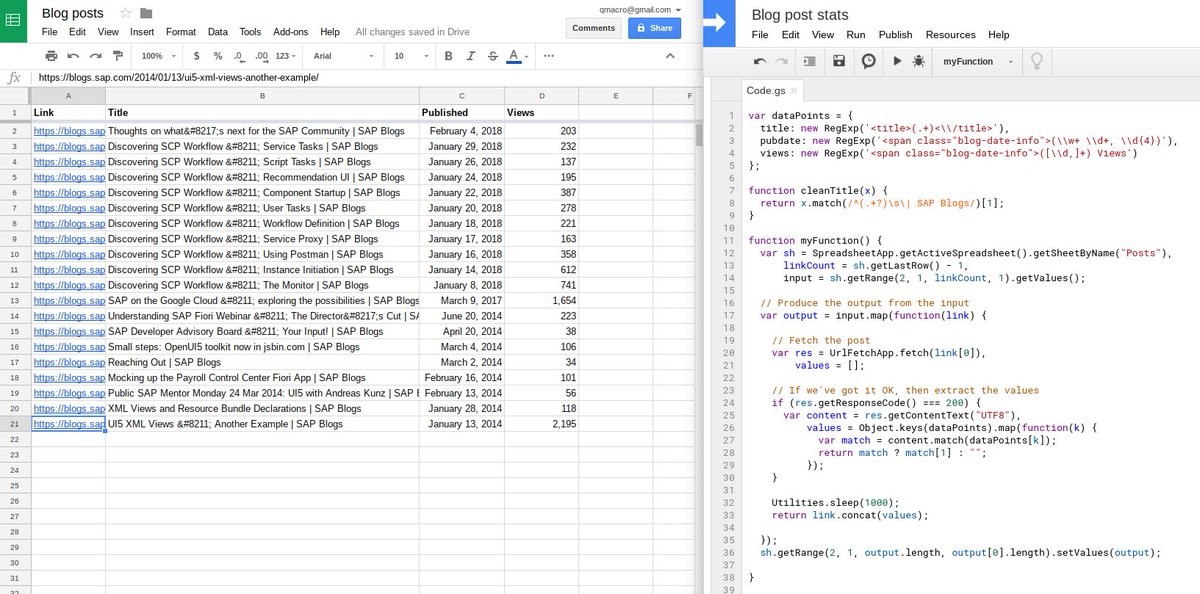 Blog posts
qmacro@gmail.com
File Edit View Insert Format Data Tools Add-ons Help All changes saved in Drive
Comments Share
100% $ % .0 .00 123 Arial 10 B I S A
fx https://blogs.sap.com/2014/01/13/ui5-xml-views-another-example/
A B C D E F
1 Link Title Published Views
2 https://blogs.sap Thoughts on what&#8217;s next for the SAP Community | SAP Blogs February 4, 2018 203
3 https://blogs.sap Discovering SCP Workflow &#8211; Service Tasks | SAP Blogs January 29, 2018 232
4 https://blogs.sap Discovering SCP Workflow &#8211; Script Tasks | SAP Blogs January 26, 2018 137
5 https://blogs.sap Discovering SCP Workflow &#8211; Recommendation UI | SAP Blogs January 24, 2018 195
6 https://blogs.sap Discovering SCP Workflow &#8211; Component Startup | SAP Blogs January 22, 2018 387
7 https://blogs.sap Discovering SCP Workflow &#8211; User Tasks | SAP Blogs January 20, 2018 278
8 https://blogs.sap Discovering SCP Workflow &#8211; Workflow Definition | SAP Blogs January 18, 2018 221
9 https://blogs.sap Discovering SCP Workflow &#8211; Service Proxy | SAP Blogs January 17, 2018 163
10 https://blogs.sap Discovering SCP Workflow &#8211; Using Postman | SAP Blogs January 16, 2018 358
11 https://blogs.sap Discovering SCP Workflow &#8211; Instance Initiation | SAP Blogs January 14, 2018 612
12 https://blogs.sap Discovering SCP Workflow &#8211; The Monitor | SAP Blogs January 8, 2018 741
13 https://blogs.sap SAP on the Google Cloud &#8211; exploring the possibilities | SAP Blogs March 9, 2017 1,654
14 https://blogs.sap Understanding SAP Fiori Webinar &#8211; The Director&#8217;s Cut | SA June 20, 2014 223
15 https://blogs.sap SAP Developer Advisory Board &#8211; Your Input! | SAP Blogs April 20, 2014 38
16 https://blogs.sap Small steps: OpenUI5 toolkit now in jsbin.com | SAP Blogs March 4, 2014 106
17 https://blogs.sap Reaching Out | SAP Blogs March 2, 2014 34
18 https://blogs.sap Mocking up the Payroll Control Center Fiori App | SAP Blogs February 16, 2014 101
19 https://blogs.sap Public SAP Mentor Monday 24 Mar 2014: UI5 with Andreas Kunz | SAP February 13, 2014 56
20 https://blogs.sap XML Views and Resource Bundle Declarations | SAP Blogs January 28, 2014 118
21 https://blogs.sap UI5 XML Views &#8211; Another Example | SAP Blogs January 13, 2014 2,195
22
23
24
25
26
27
28
29
30
31
Blog post stats
File Edit View Run Publish Resources Help
myFunction
Code.gs
1 var dataPoints = {
2 title: new RegExp('<title>(.+)<\\/title>'),
3 pubdate: new RegExp('<span class="blog-date-info">(\\w+ \\d+, \\d{4})'),
4 views: new RegExp('<span class="blog-date-info">([\\d,]+) Views')
5 };
6
7 function cleanTitle(x) {
8 return x.match(/^(.+?)\s\| SAP Blogs/)[1];
9 }
10
11 function myFunction() {
12 var sh = SpreadsheetApp.getActiveSpreadsheet().getSheetByName("Posts"),
13 linkCount = sh.getLastRow() - 1,
14 input = sh.getRange(2, 1, linkCount, 1).getValues();
15
16 // Produce the output from the input
17 var output = input.map(function(link) {
18
19 // Fetch the post
20 var res = UrlFetchApp.fetch(link[0]),
21 values = [];
22
23 // If we've got it OK, then extract the values
24 if (res.getResponseCode() === 200) {
25 var content = res.getContentText("UTF8"),
26 values = Object.keys(dataPoints).map(function(k) {
27 var match = content.match(dataPoints[k]);
28 return match ? match[1] : "";
29 });
30 }
31
32 Utilities.sleep(1000);
33 return link.concat(values);
34
35 });
36 sh.getRange(2, 1, output.length, output[0].length).setValues(output);
37
38 }
39